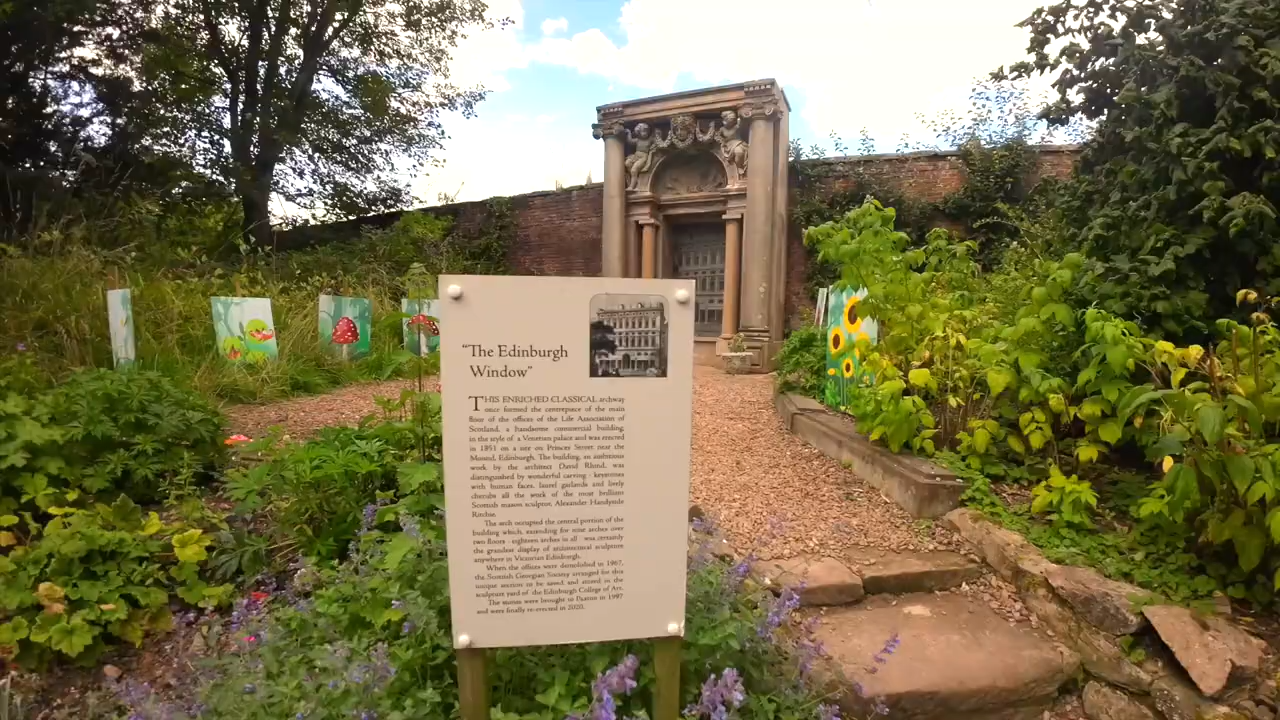 "The Edinburgh
Window"
THIS ENRICHED CLASSICAL archway
once formed the centrepiece of the main
floor of the offices of the Life Association of
Scotland, a handsome commercial building
in the style of a Venetian palace and was erected
in 1855 on a site on Princes Street near the
Mound, Edinburgh. The building, an ambitious
work by the architect David Rhind, was
distinguished by wonderful carving - keystones
with human faces, laurel garlands and lively
cherubs all the work of the most brilliant
Scottish mason sculptor, Alexander Handyside
Ritchie.
The arch occupied the central portion of the
building which, extending for nine arches over
two floors - eighteen arches in all - was certainly
the grandest display of architectural sculpture
anywhere in Victorian Edinburgh.
When the offices were demolished in 1967,
the Scottish Georgian Society arranged for this
unique section to be saved and stored in the
sculpture yard of the Edinburgh College of Art.
The stones were brought to Paxton in 1997
and were finally re-erected in 2020.